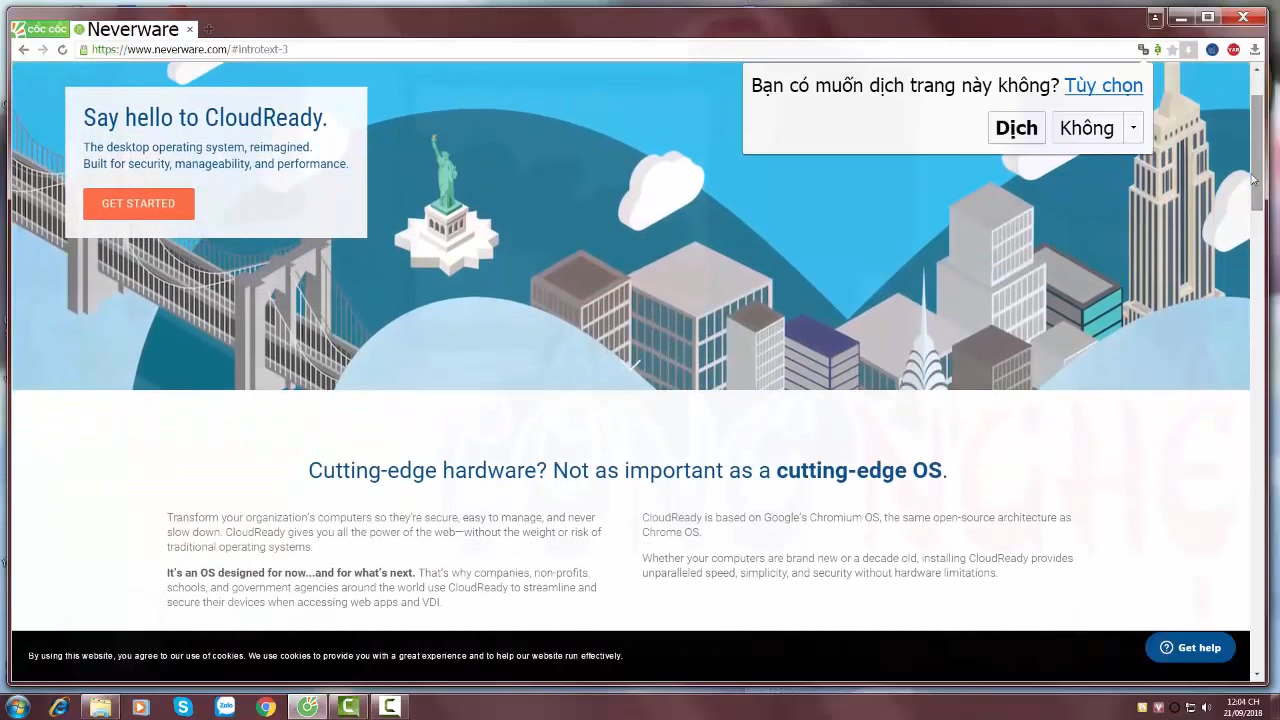 CỐC CỐC
Neverware
https://www.neverware.com/#introtext-3
Bạn có muốn dịch trang này không? Tùy chọn
Dịch
Không
Say hello to CloudReady.
The desktop operating system, reimagined.
Built for security, manageability, and performance.
GET STARTED
Cutting-edge hardware? Not as important as a cutting-edge OS.
Transform your organization's computers so they're secure, easy to manage, and never
slow down. CloudReady gives you all the power of the web—without the weight or risk of
traditional operating systems.
It's an OS designed for now...and for what's next. That's why companies, non-profits,
schools, and government agencies around the world use CloudReady to streamline and
secure their devices when accessing web apps and VDI.
CloudReady is based on Google's Chromium OS, the same open-source architecture as
Chrome OS.
Whether your computers are brand new or a decade old, installing CloudReady provides
unparalleled speed, simplicity, and security without hardware limitations.
By using this website, you agree to our use of cookies. We use cookies to provide you with a great experience and to help our website run effectively.
Get help
Zalo
12:04 CH
21/09/2018